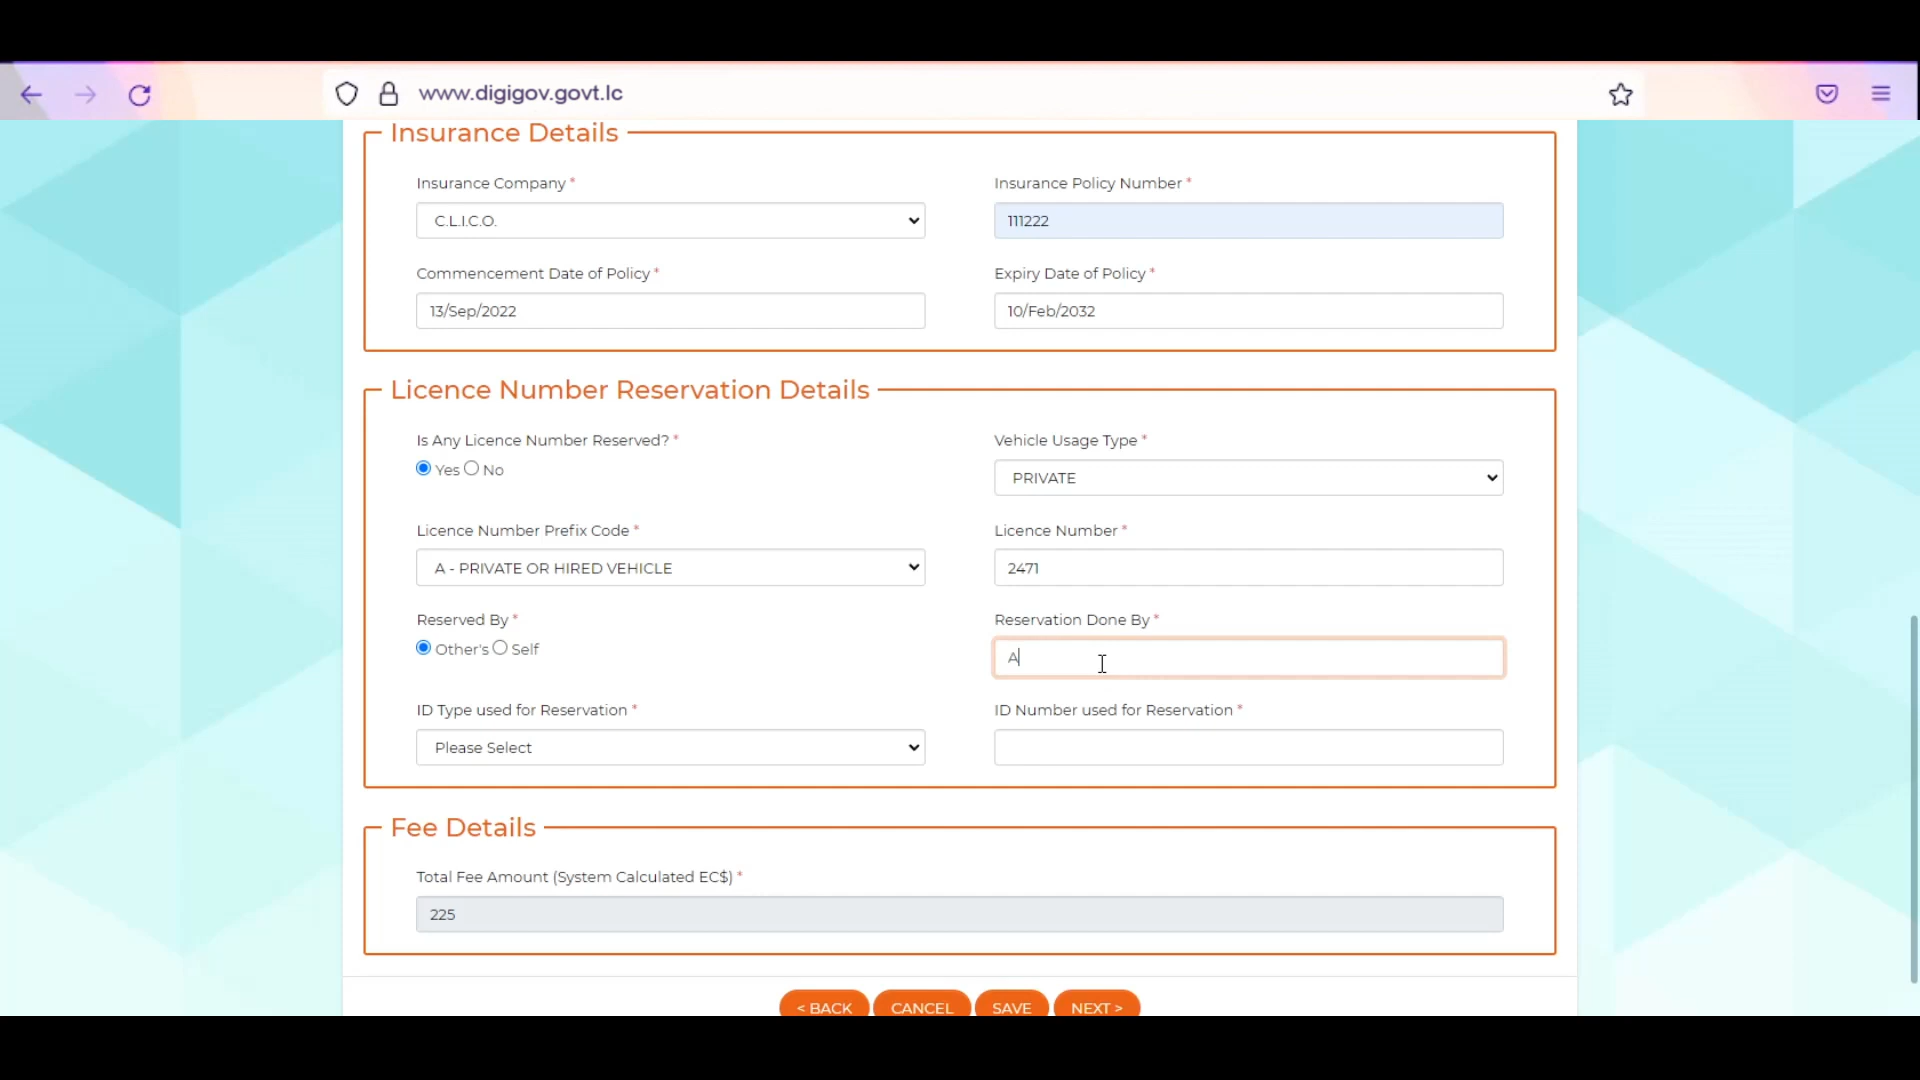 www.digigov.govt.lc
Insurance Details
Insurance Company *
Insurance Policy Number *
C.L.I.C.O.
111222
Commencement Date of Policy *
Expiry Date of Policy *
13/Sep/2022
10/Feb/2032
Licence Number Reservation Details
Is Any Licence Number Reserved? *
Vehicle Usage Type *
Yes No
PRIVATE
Licence Number Prefix Code *
Licence Number *
A - PRIVATE OR HIRED VEHICLE
2471
Reserved By *
Reservation Done By *
Other's Self
A
ID Type used for Reservation *
ID Number used for Reservation *
Please Select
Fee Details
Total Fee Amount (System Calculated EC$) *
225
< BACK CANCEL SAVE NEXT >